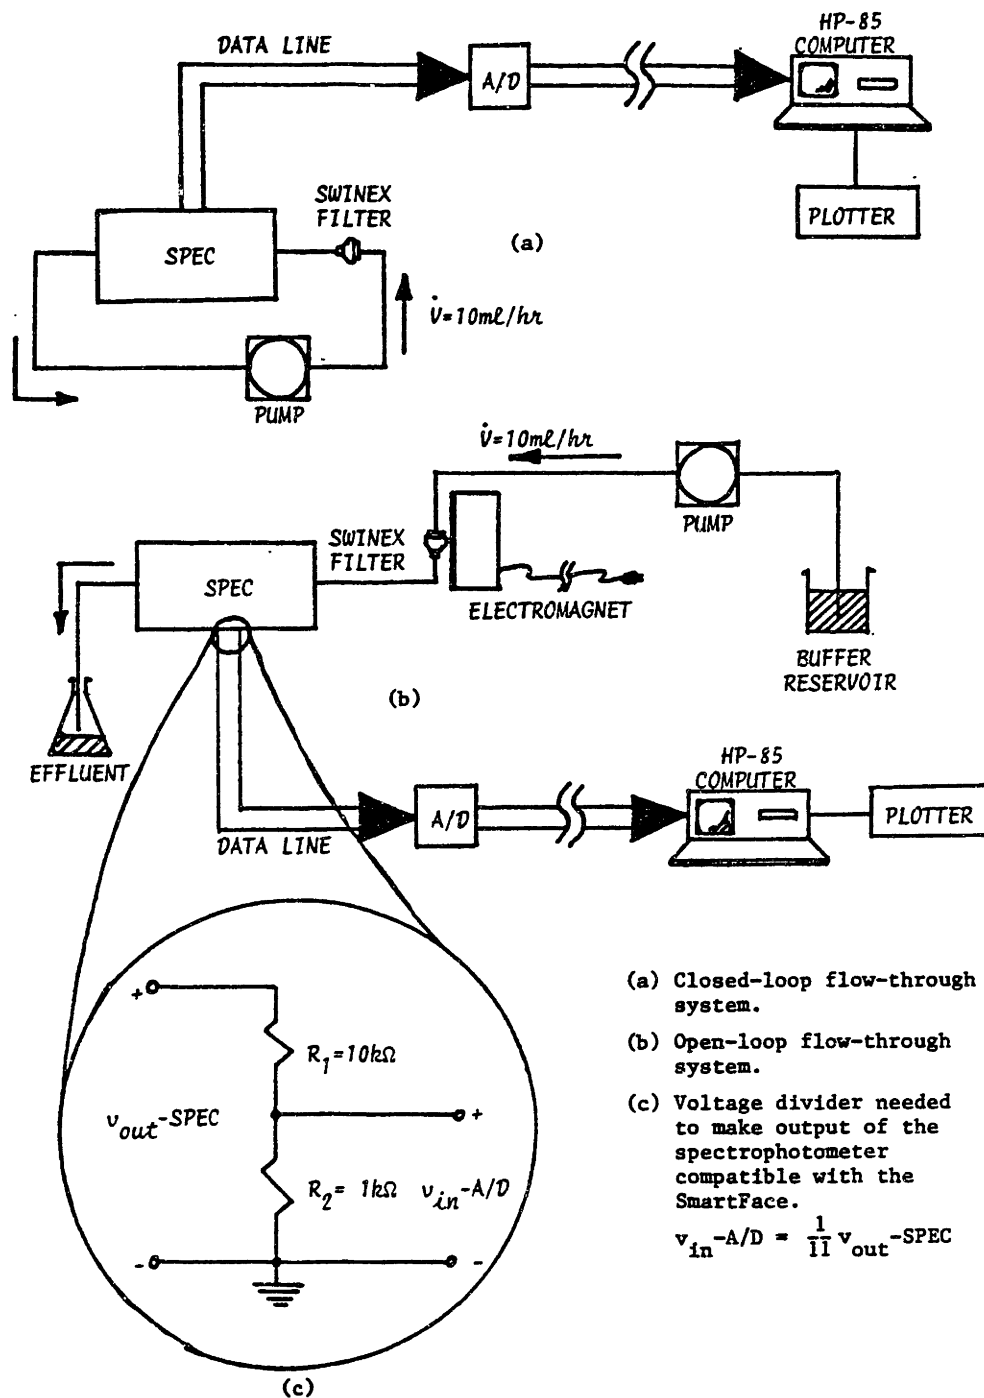 HP-85
COMPUTER
DATA LINE
A/D
PLOTTER
SWINEX
FILTER
SPEC
(a)
V̇=10ml/hr
PUMP
V̇=10ml/hr
PUMP
SWINEX
FILTER
SPEC
ELECTROMAGNET
BUFFER
RESERVOIR
(b)
EFFLUENT
HP-85
COMPUTER
A/D
PLOTTER
DATA LINE
+
R1=10kΩ
vout-SPEC
+
R2= 1kΩ vin-A/D
-
-
(c)
(a) Closed-loop flow-through
system.
(b) Open-loop flow-through
system.
(c) Voltage divider needed
to make output of the
spectrophotometer
compatible with the
SmartFace.
vin-A/D = 1/11 vout-SPEC